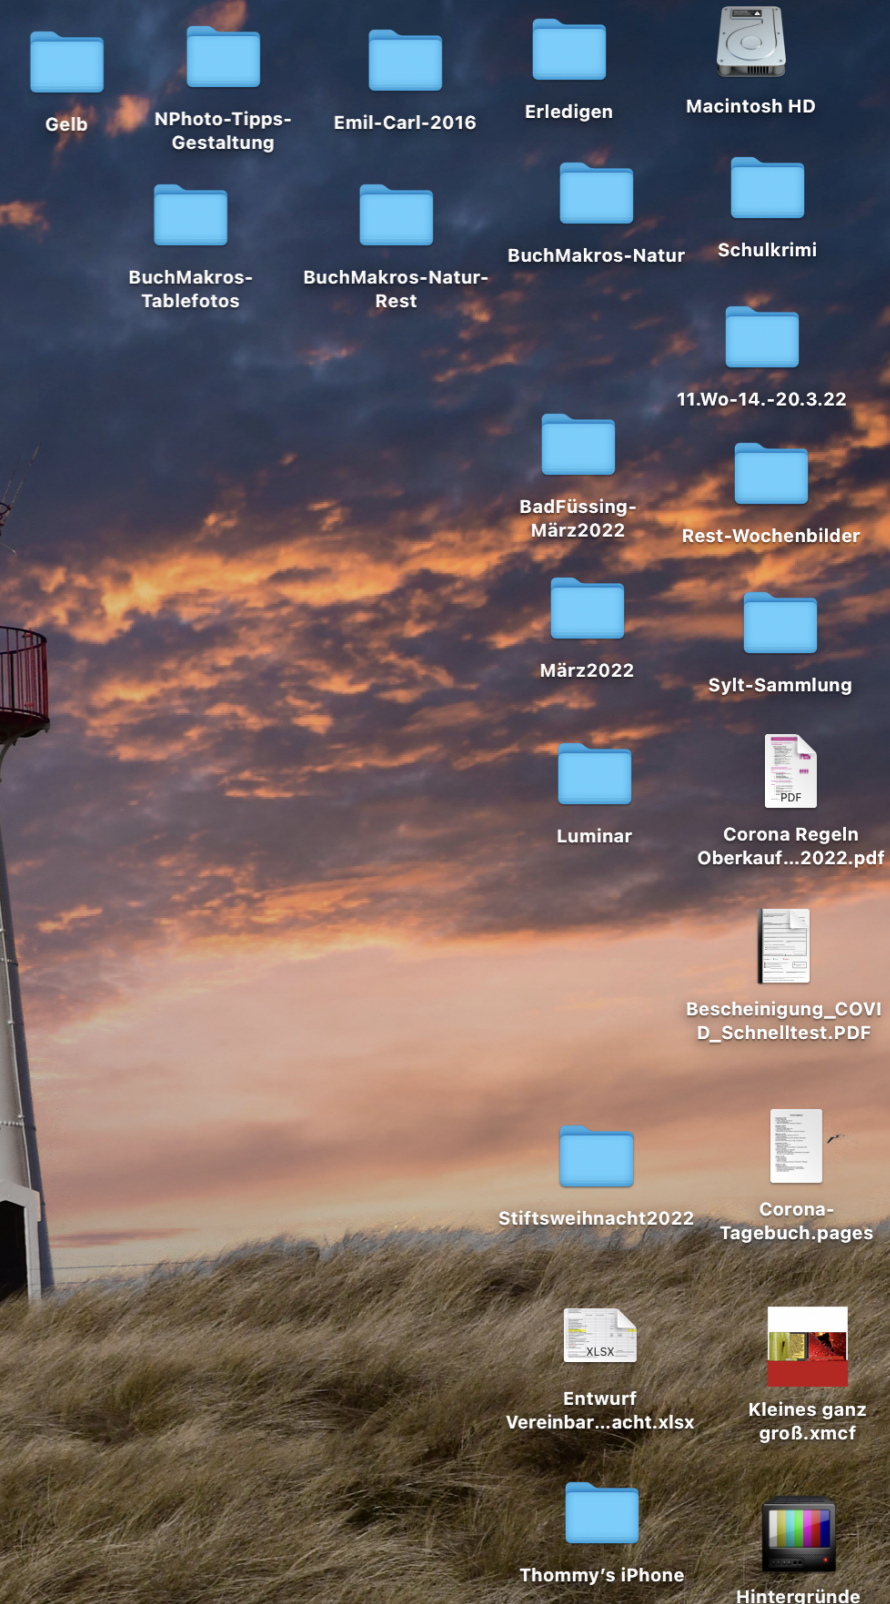 Gelb
NPhoto-Tipps-
Gestaltung
Emil-Carl-2016
Erledigen
Macintosh HD
BuchMakros-
Tablefotos
BuchMakros-Natur-
Rest
BuchMakros-Natur
Schulkrimi
11.Wo-14.-20.3.22
BadFüssing-
März2022
Rest-Wochenbilder
März2022
Sylt-Sammlung
Luminar
PDF
Corona Regeln
Oberkauf...2022.pdf
Bescheinigung_COVI
D_Schnelltest.PDF
Stiftsweihnacht2022
Corona-
Tagebuch.pages
XLSX
Entwurf
Vereinbar...acht.xlsx
Kleines ganz
groß.xmcf
Thommy’s iPhone
Hintergründe